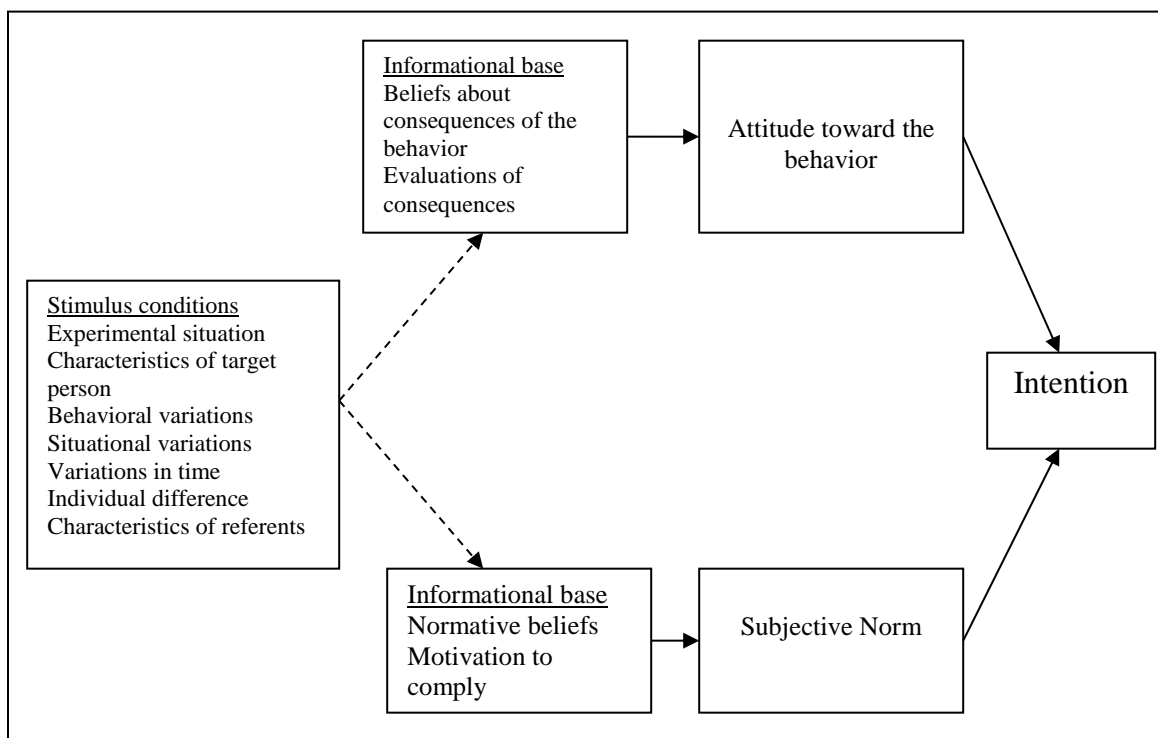 Informational base
Beliefs about
consequences of the
behavior
Evaluations of
consequences
Attitude toward the
behavior
Stimulus conditions
Experimental situation
Characteristics of target
person
Behavioral variations
Situational variations
Variations in time
Individual difference
Characteristics of referents
Intention
Informational base
Normative beliefs
Motivation to
comply
Subjective Norm